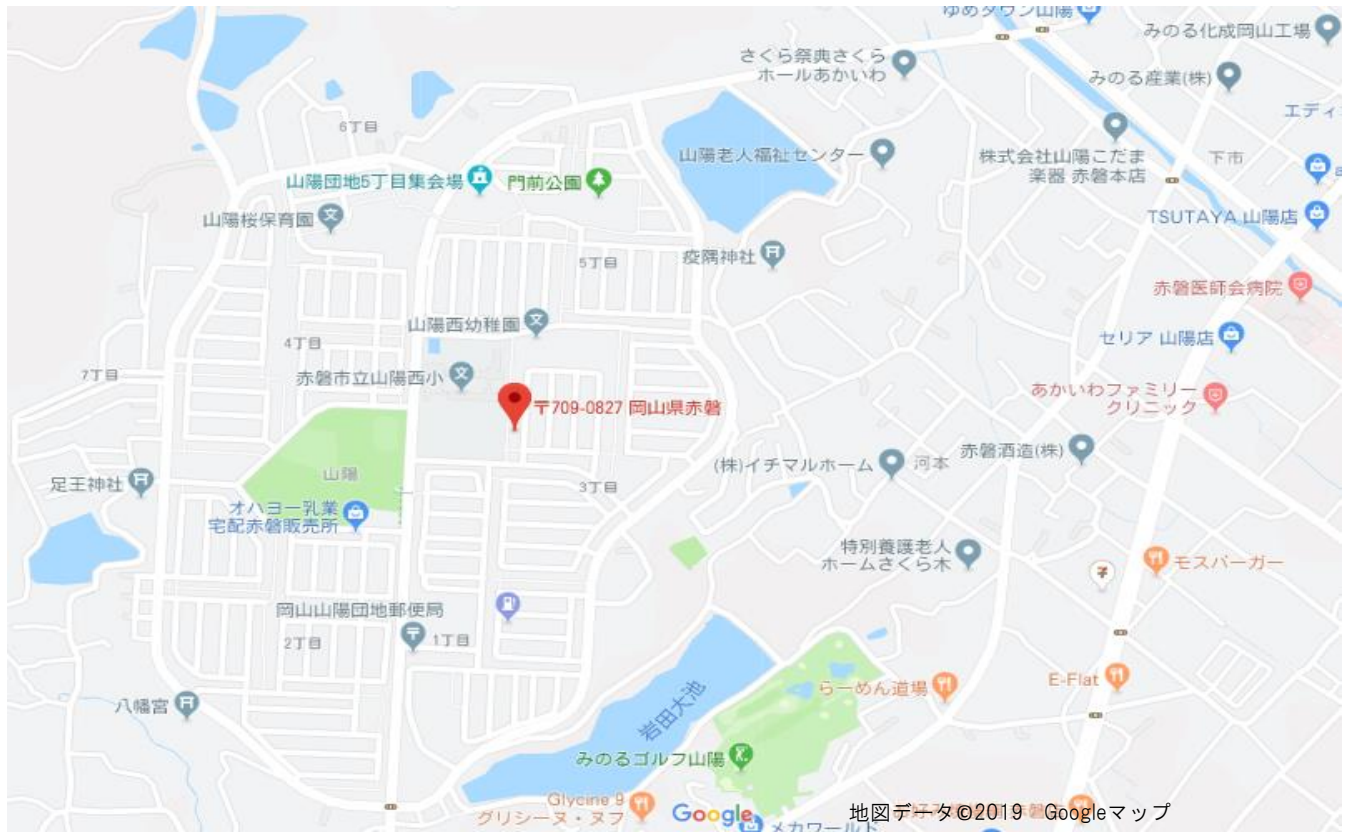 ゆめタウン山陽
みのる化成岡山工場
さくら祭典さくら
ホールあかいわ
みのる産業(株)
エディ
6丁目
山陽老人福祉センター
株式会社山陽こだま
楽器 赤磐本店
下市
山陽団地5丁目集会場
門前公園
山陽桜保育園
TSUTAYA 山陽店
5丁目
疫隅神社
赤磐医師会病院
山陽西幼稚園
セリア 山陽店
4丁目
7丁目
赤磐市立山陽西小
〒709-0827 岡山県赤磐
あかいわファミリー
クリニック
赤磐酒造(株)
(株)イチマルホーム
河本
山陽
足王神社
3丁目
オハヨー乳業
宅配赤磐販売所
特別養護老人
ホームさくら木
モスバーガー
岡山山陽団地郵便局
2丁目
1丁目
らーめん道場
E-Flat
八幡宮
岩田大池
みのるゴルフ山陽
Glycine 9
グリシーヌ・ヌフ
Google
地図データ©2019 Googleマップ
メカワールド